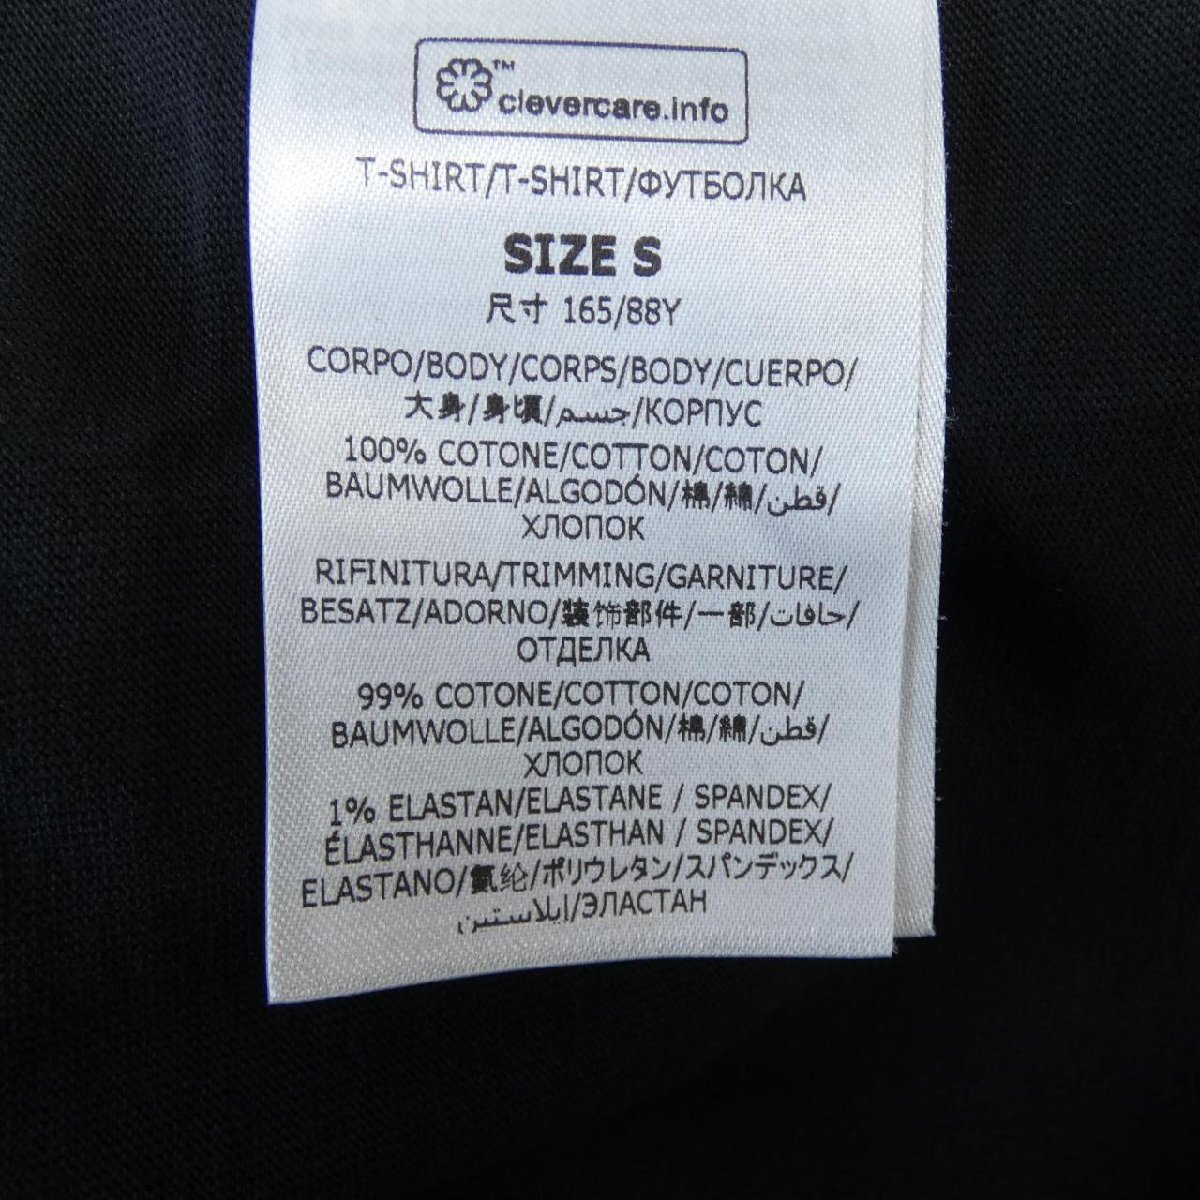 ™ clevercare.info
T-SHIRT/T-SHIRT/ФУТБОЛКА
SIZE S
尺寸 165/88Y
CORPO/BODY/CORPS/BODY/CUERPO/
大身/身頃/جسم/КОРПУС
100% COTONE/COTTON/COTON/
BAUMWOLLE/ALGODÓN/棉/綿/قطن/
ХЛОПОК
RIFINITURA/TRIMMING/GARNITURE/
BESATZ/ADORNO/装饰部件/一部/حافات/
ОТДЕЛКА
99% COTONE/COTTON/COTON/
BAUMWOLLE/ALGODÓN/棉/綿/قطن/
ХЛОПОК
1% ELASTAN/ELASTANE / SPANDEX/
ÉLASTHANNE/ELASTHAN / SPANDEX/
ELASTANO/氨纶/ポリウレタン/スパンデックス/
إيلاستين/ЭЛАСТАН